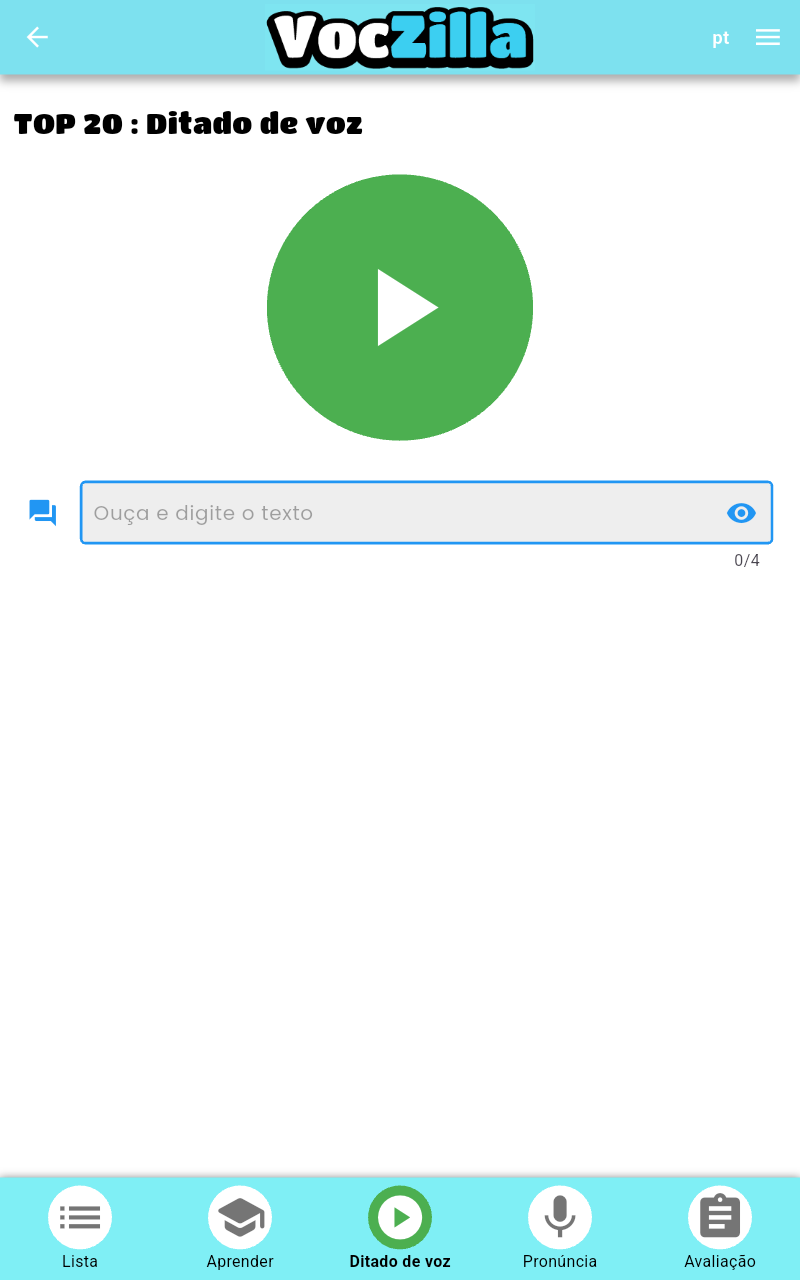 VocZilla
pt
TOP 20 : Ditado de voz
Ouça e digite o texto
0/4
Lista
Aprender
Ditado de voz
Pronúncia
Avaliação